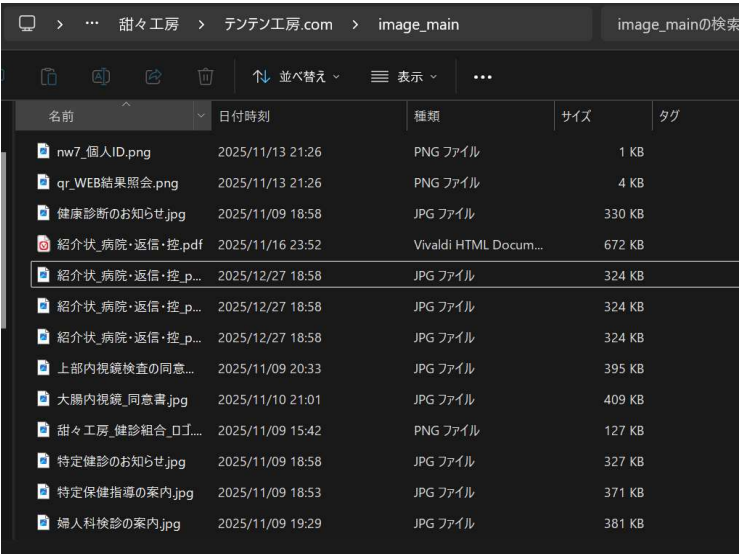 … 甜々工房 > テンテン工房.com > image_main image_mainの検索
並べ替え 表示 …
名前 日付時刻 種類 サイズ タグ
nw7_個人ID.png 2025/11/13 21:26 PNG ファイル 1 KB
qr_WEB結果照会.png 2025/11/13 21:26 PNG ファイル 4 KB
健康診断のお知らせ.jpg 2025/11/09 18:58 JPG ファイル 330 KB
紹介状_病院・返信・控.pdf 2025/11/16 23:52 Vivaldi HTML Docum... 672 KB
紹介状_病院・返信・控_p... 2025/12/27 18:58 JPG ファイル 324 KB
紹介状_病院・返信・控_p... 2025/12/27 18:58 JPG ファイル 324 KB
紹介状_病院・返信・控_p... 2025/12/27 18:58 JPG ファイル 324 KB
上部内視鏡検査の同意... 2025/11/09 20:33 JPG ファイル 395 KB
大腸内視鏡_同意書.jpg 2025/11/10 21:01 JPG ファイル 409 KB
甜々工房_健診組合_ロゴ.... 2025/11/09 15:42 PNG ファイル 127 KB
特定健診のお知らせ.jpg 2025/11/09 18:58 JPG ファイル 327 KB
特定保健指導の案内.jpg 2025/11/09 18:53 JPG ファイル 371 KB
婦人科検診の案内.jpg 2025/11/09 19:29 JPG ファイル 381 KB